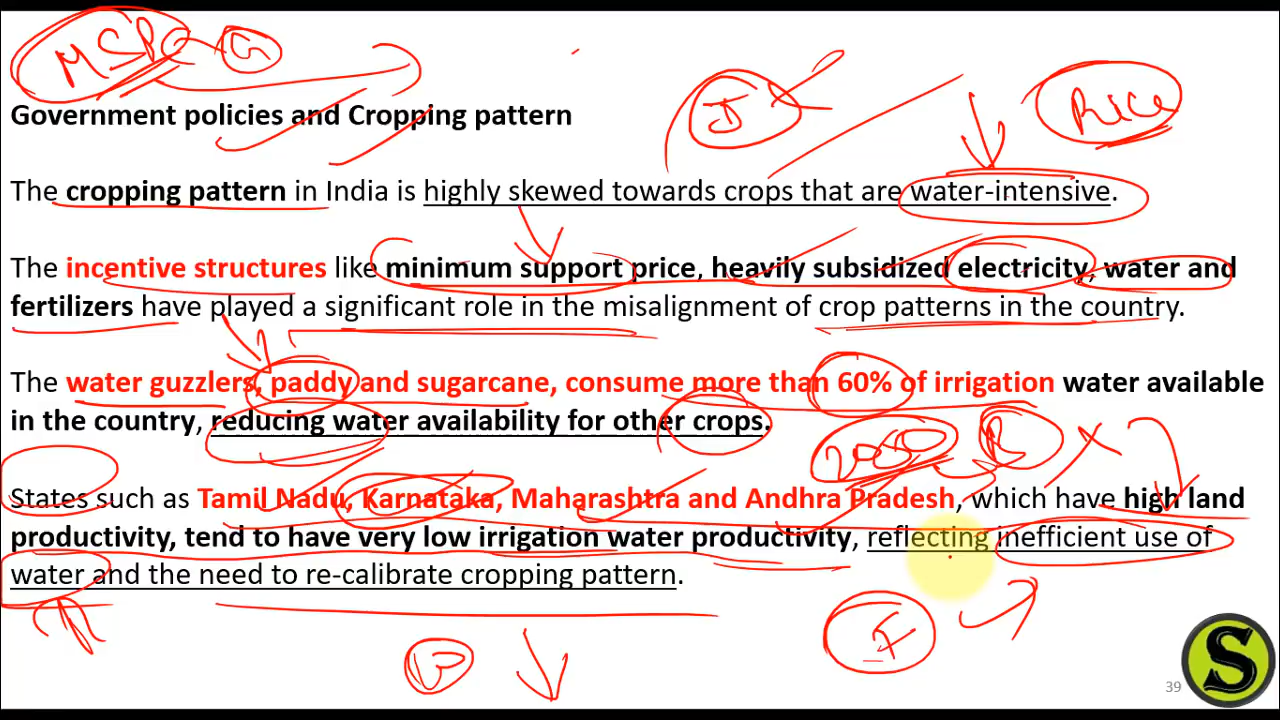 MSP
Government policies and Cropping pattern
Rice
The cropping pattern in India is highly skewed towards crops that are water-intensive.
The incentive structures like minimum support price, heavily subsidized electricity, water and
fertilizers have played a significant role in the misalignment of crop patterns in the country.
The water guzzlers, paddy and sugarcane, consume more than 60% of irrigation water available
in the country, reducing water availability for other crops.
2050
States such as Tamil Nadu, Karnataka, Maharashtra and Andhra Pradesh, which have high land
productivity, tend to have very low irrigation water productivity, reflecting inefficient use of
water and the need to re-calibrate cropping pattern.
39
S